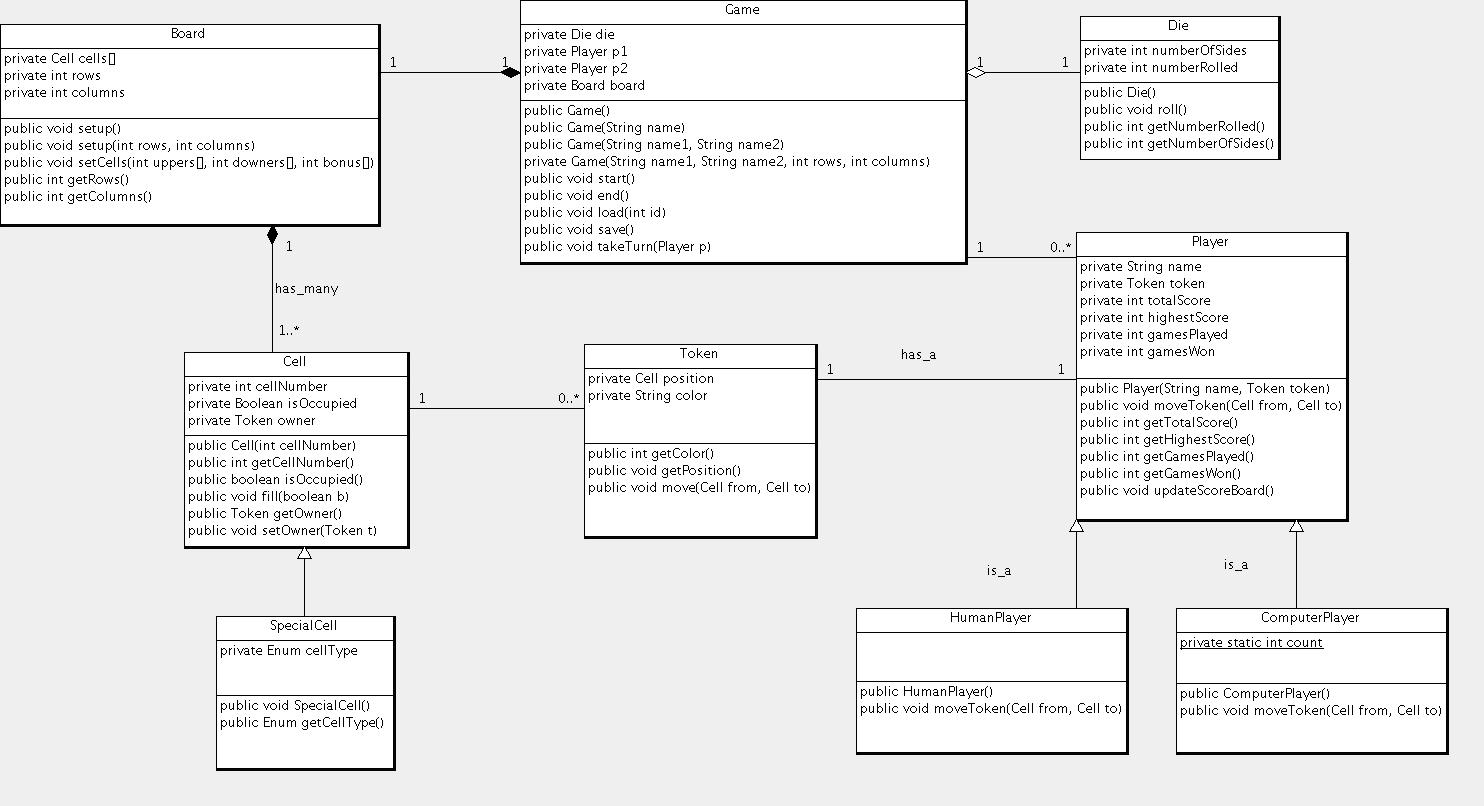 Board
private Cell cells[]
private int rows
private int columns
public void setup()
public void setup(int rows, int columns)
public void setCells(int uppers[], int downers[], int bonus[])
public int getRows()
public int getColumns()
1
1
Game
private Die die
private Player p1
private Player p2
private Board board
public Game()
public Game(String name)
public Game(String name1, String name2)
private Game(String name1, String name2, int rows, int columns)
public void start()
public void end()
public void load(int id)
public void save()
public void takeTurn(Player p)
1
1
Die
private int numberOfSides
private int numberRolled
public Die()
public void roll()
public int getNumberRolled()
public int getNumberOfSides()
1
0..*
Player
private String name
private Token token
private int totalScore
private int highestScore
private int gamesPlayed
private int gamesWon
public Player(String name, Token token)
public void moveToken(Cell from, Cell to)
public int getTotalScore()
public int getHighestScore()
public int getGamesPlayed()
public int getGamesWon()
public void updateScoreBoard()
1
has_many
1..*
Cell
private int cellNumber
private Boolean isOccupied
private Token owner
public Cell(int cellNumber)
public int getCellNumber()
public boolean isOccupied()
public void fill(boolean b)
public Token getOwner()
public void setOwner(Token t)
1
0..*
Token
private Cell position
private String color
public int getColor()
public void getPosition()
public void move(Cell from, Cell to)
1
has_a
1
SpecialCell
private Enum cellType
public void SpecialCell()
public Enum getCellType()
is_a
is_a
HumanPlayer
public HumanPlayer()
public void moveToken(Cell from, Cell to)
ComputerPlayer
private static int count
public ComputerPlayer()
public void moveToken(Cell from, Cell to)